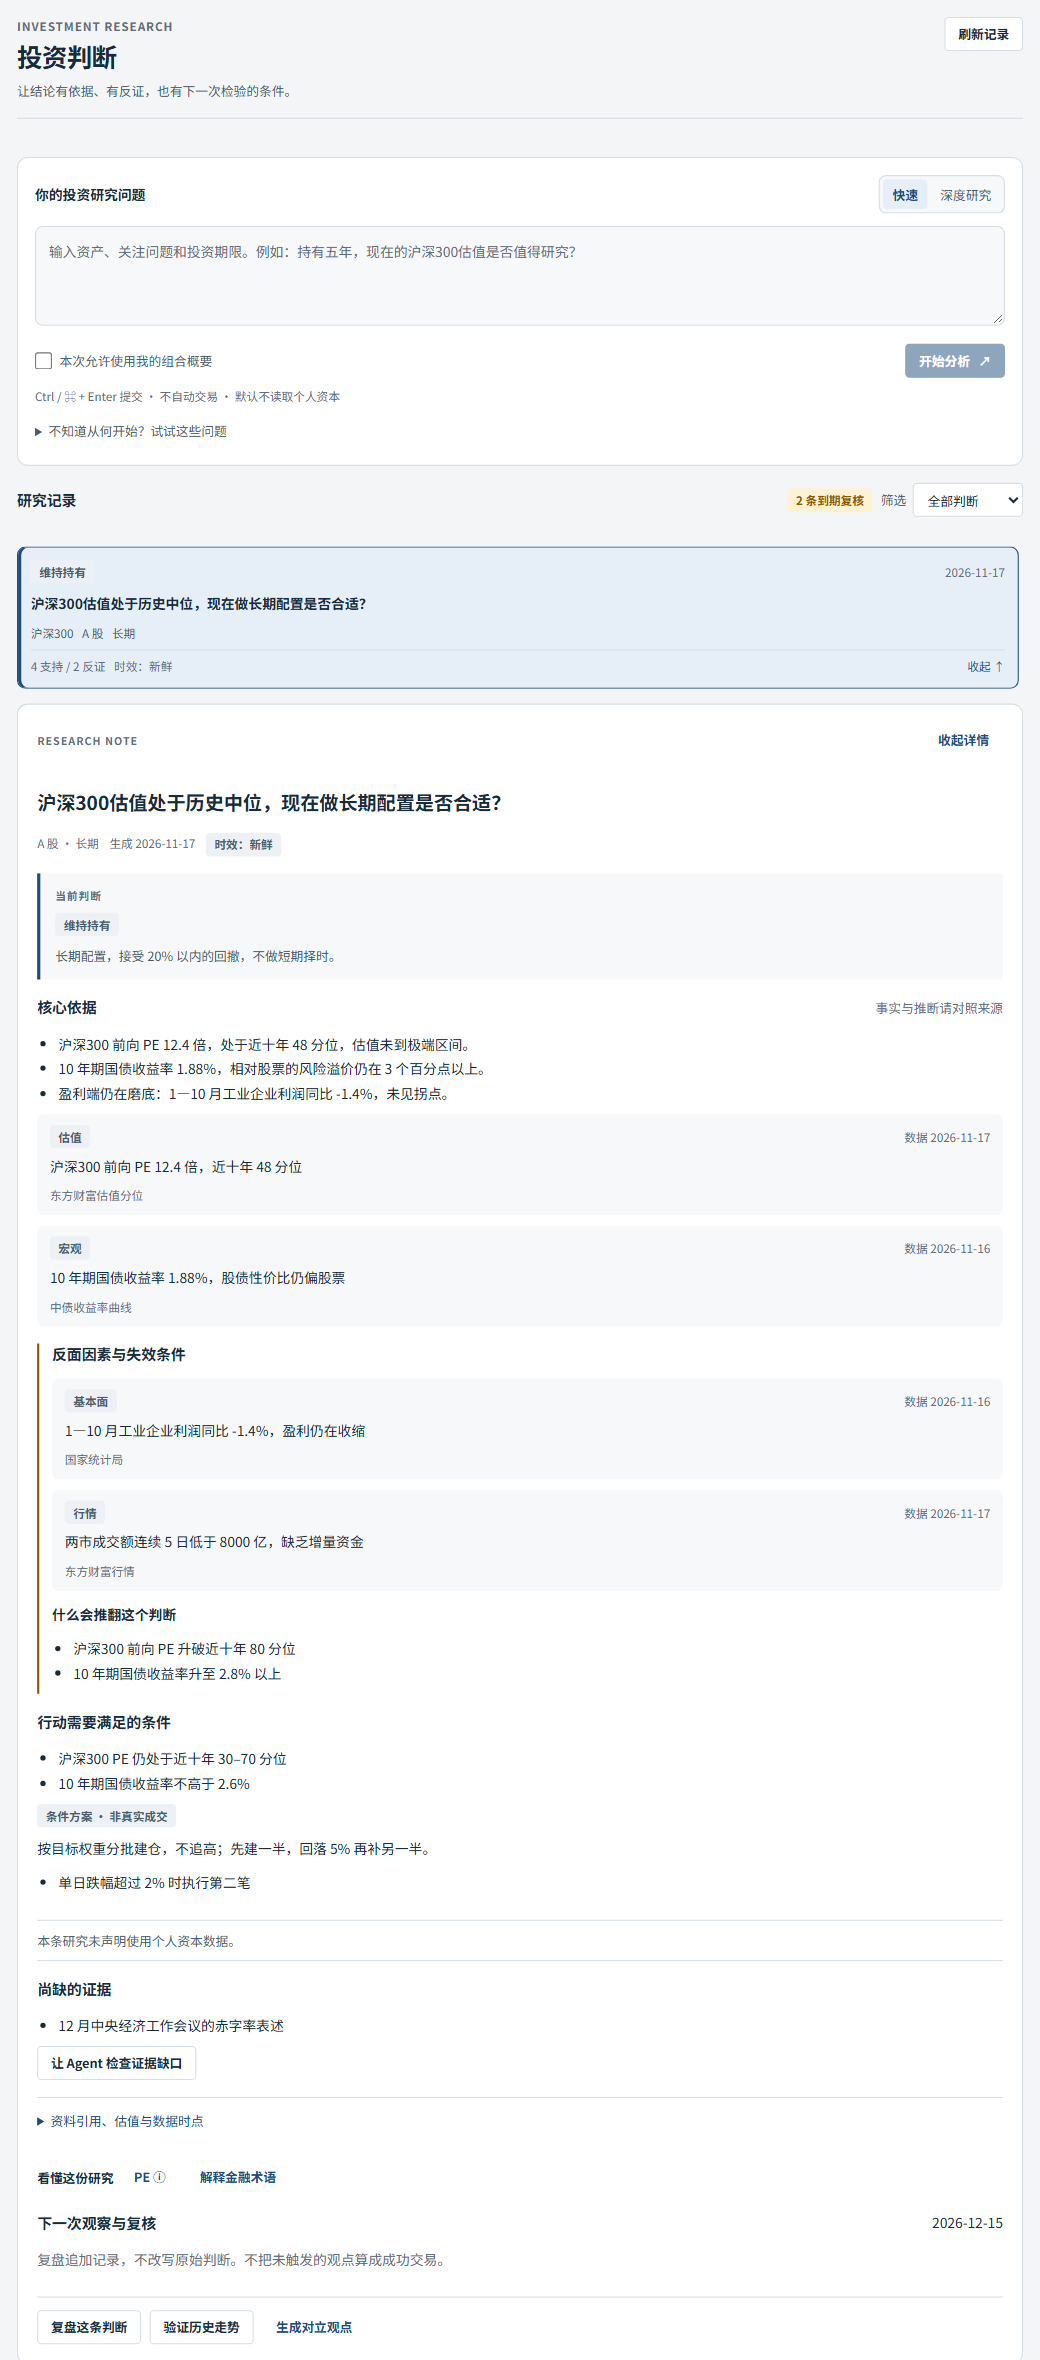 INVESTMENT RESEARCH
刷新记录
投资判断
让结论有依据、有反证，也有下一次检验的条件。
你的投资研究问题
快速 深度研究
输入资产、关注问题和投资期限。例如：持有五年，现在的沪深300估值是否值得研究？
本次允许使用我的组合概要
开始分析 ↗
Ctrl / ⌘ + Enter 提交 · 不自动交易 · 默认不读取个人资本
▶ 不知道从何开始？试试这些问题
研究记录
2 条到期复核 筛选 全部判断
维持持有 2026-11-17
沪深300估值处于历史中位，现在做长期配置是否合适？
沪深300 A 股 长期
4 支持 / 2 反证 时效：新鲜 收起 ↑
RESEARCH NOTE 收起详情
沪深300估值处于历史中位，现在做长期配置是否合适？
A 股 · 长期 生成 2026-11-17 时效：新鲜
当前判断
维持持有
长期配置，接受 20% 以内的回撤，不做短期择时。
核心依据 事实与推断请对照来源
• 沪深300 前向 PE 12.4 倍，处于近十年 48 分位，估值未到极端区间。
• 10 年期国债收益率 1.88%，相对股票的风险溢价仍在 3 个百分点以上。
• 盈利端仍在磨底：1—10 月工业企业利润同比 -1.4%，未见拐点。
估值 数据 2026-11-17
沪深300 前向 PE 12.4 倍，近十年 48 分位
东方财富估值分位
宏观 数据 2026-11-16
10 年期国债收益率 1.88%，股债性价比仍偏股票
中债收益率曲线
反面因素与失效条件
基本面 数据 2026-11-16
1—10 月工业企业利润同比 -1.4%，盈利仍在收缩
国家统计局
行情 数据 2026-11-17
两市成交额连续 5 日低于 8000 亿，缺乏增量资金
东方财富行情
什么会推翻这个判断
• 沪深300 前向 PE 升破近十年 80 分位
• 10 年期国债收益率升至 2.8% 以上
行动需要满足的条件
• 沪深300 PE 仍处于近十年 30–70 分位
• 10 年期国债收益率不高于 2.6%
条件方案 · 非真实成交
按目标权重分批建仓，不追高；先建一半，回落 5% 再补另一半。
• 单日跌幅超过 2% 时执行第二笔
本条研究未声明使用个人资本数据。
尚缺的证据
• 12 月中央经济工作会议的赤字率表述
让 Agent 检查证据缺口
▶ 资料引用、估值与数据时点
看懂这份研究 PE ⓘ 解释金融术语
下一次观察与复核 2026-12-15
复盘追加记录，不改写原始判断。不把未触发的观点算成成功交易。
复盘这条判断 验证历史走势 生成对立观点